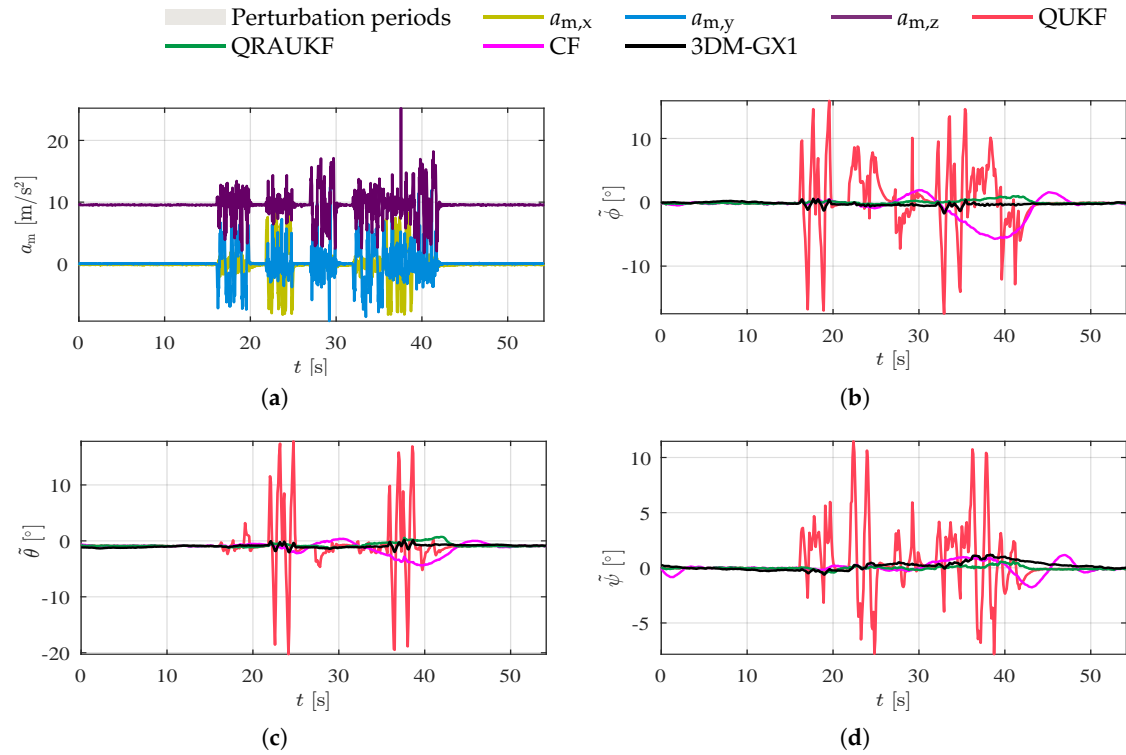 Perturbation periods a_m,x a_m,y a_m,z QUKF
QRAUKF CF 3DM-GX1
20
10
0
a_m [m/s²]
0 10 20 30 40 50
t [s]
(a)
10
0
-10
ϕ̃ [°]
0 10 20 30 40 50
t [s]
(b)
10
0
-10
-20
θ̃ [°]
0 10 20 30 40 50
t [s]
(c)
10
5
0
-5
ψ̃ [°]
0 10 20 30 40 50
t [s]
(d)